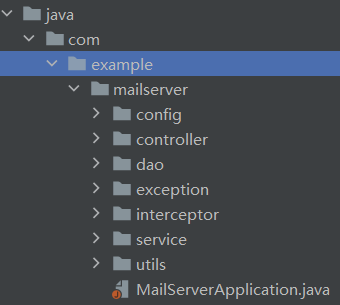 java
com
example
mailserver
config
controller
dao
exception
interceptor
service
utils
MailServerApplication.java